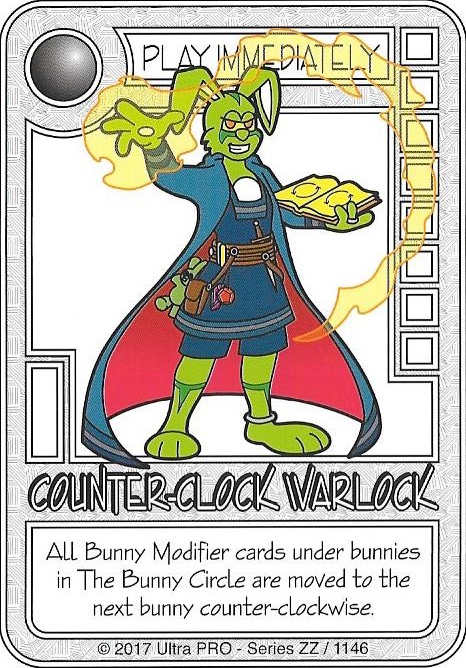 PLAY IMMEDIATELY
COUNTER-CLOCK WARLOCK
All Bunny Modifier cards under bunnies
in The Bunny Circle are moved to the
next bunny counter-clockwise.
© 2017 Ultra PRO - Series ZZ / 1146